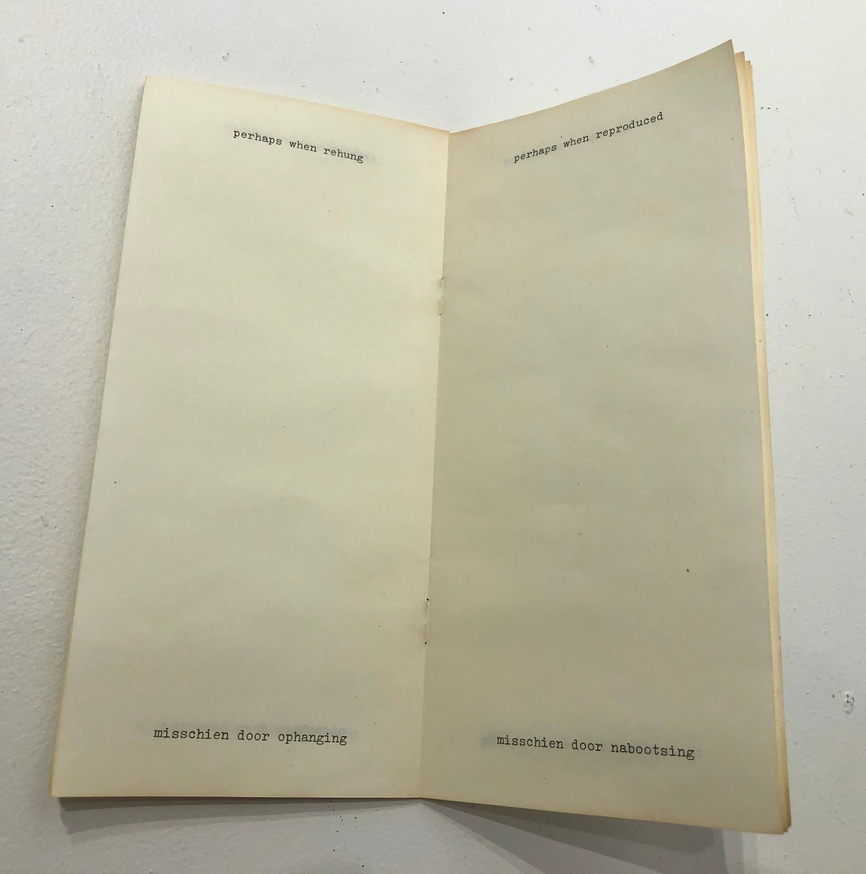 perhaps when rehung
misschien door ophanging
perhaps when reproduced
misschien door nabootsing